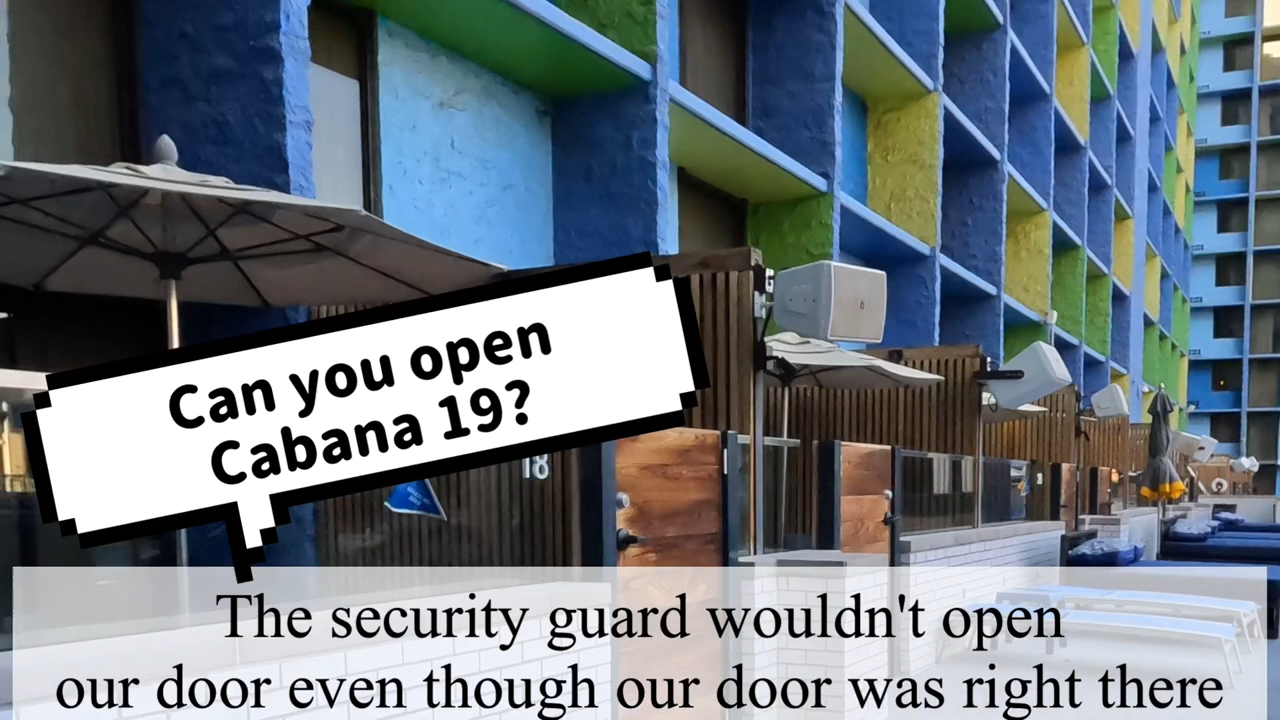 Can you open
Cabana 19?
18
The security guard wouldn't open
our door even though our door was right there